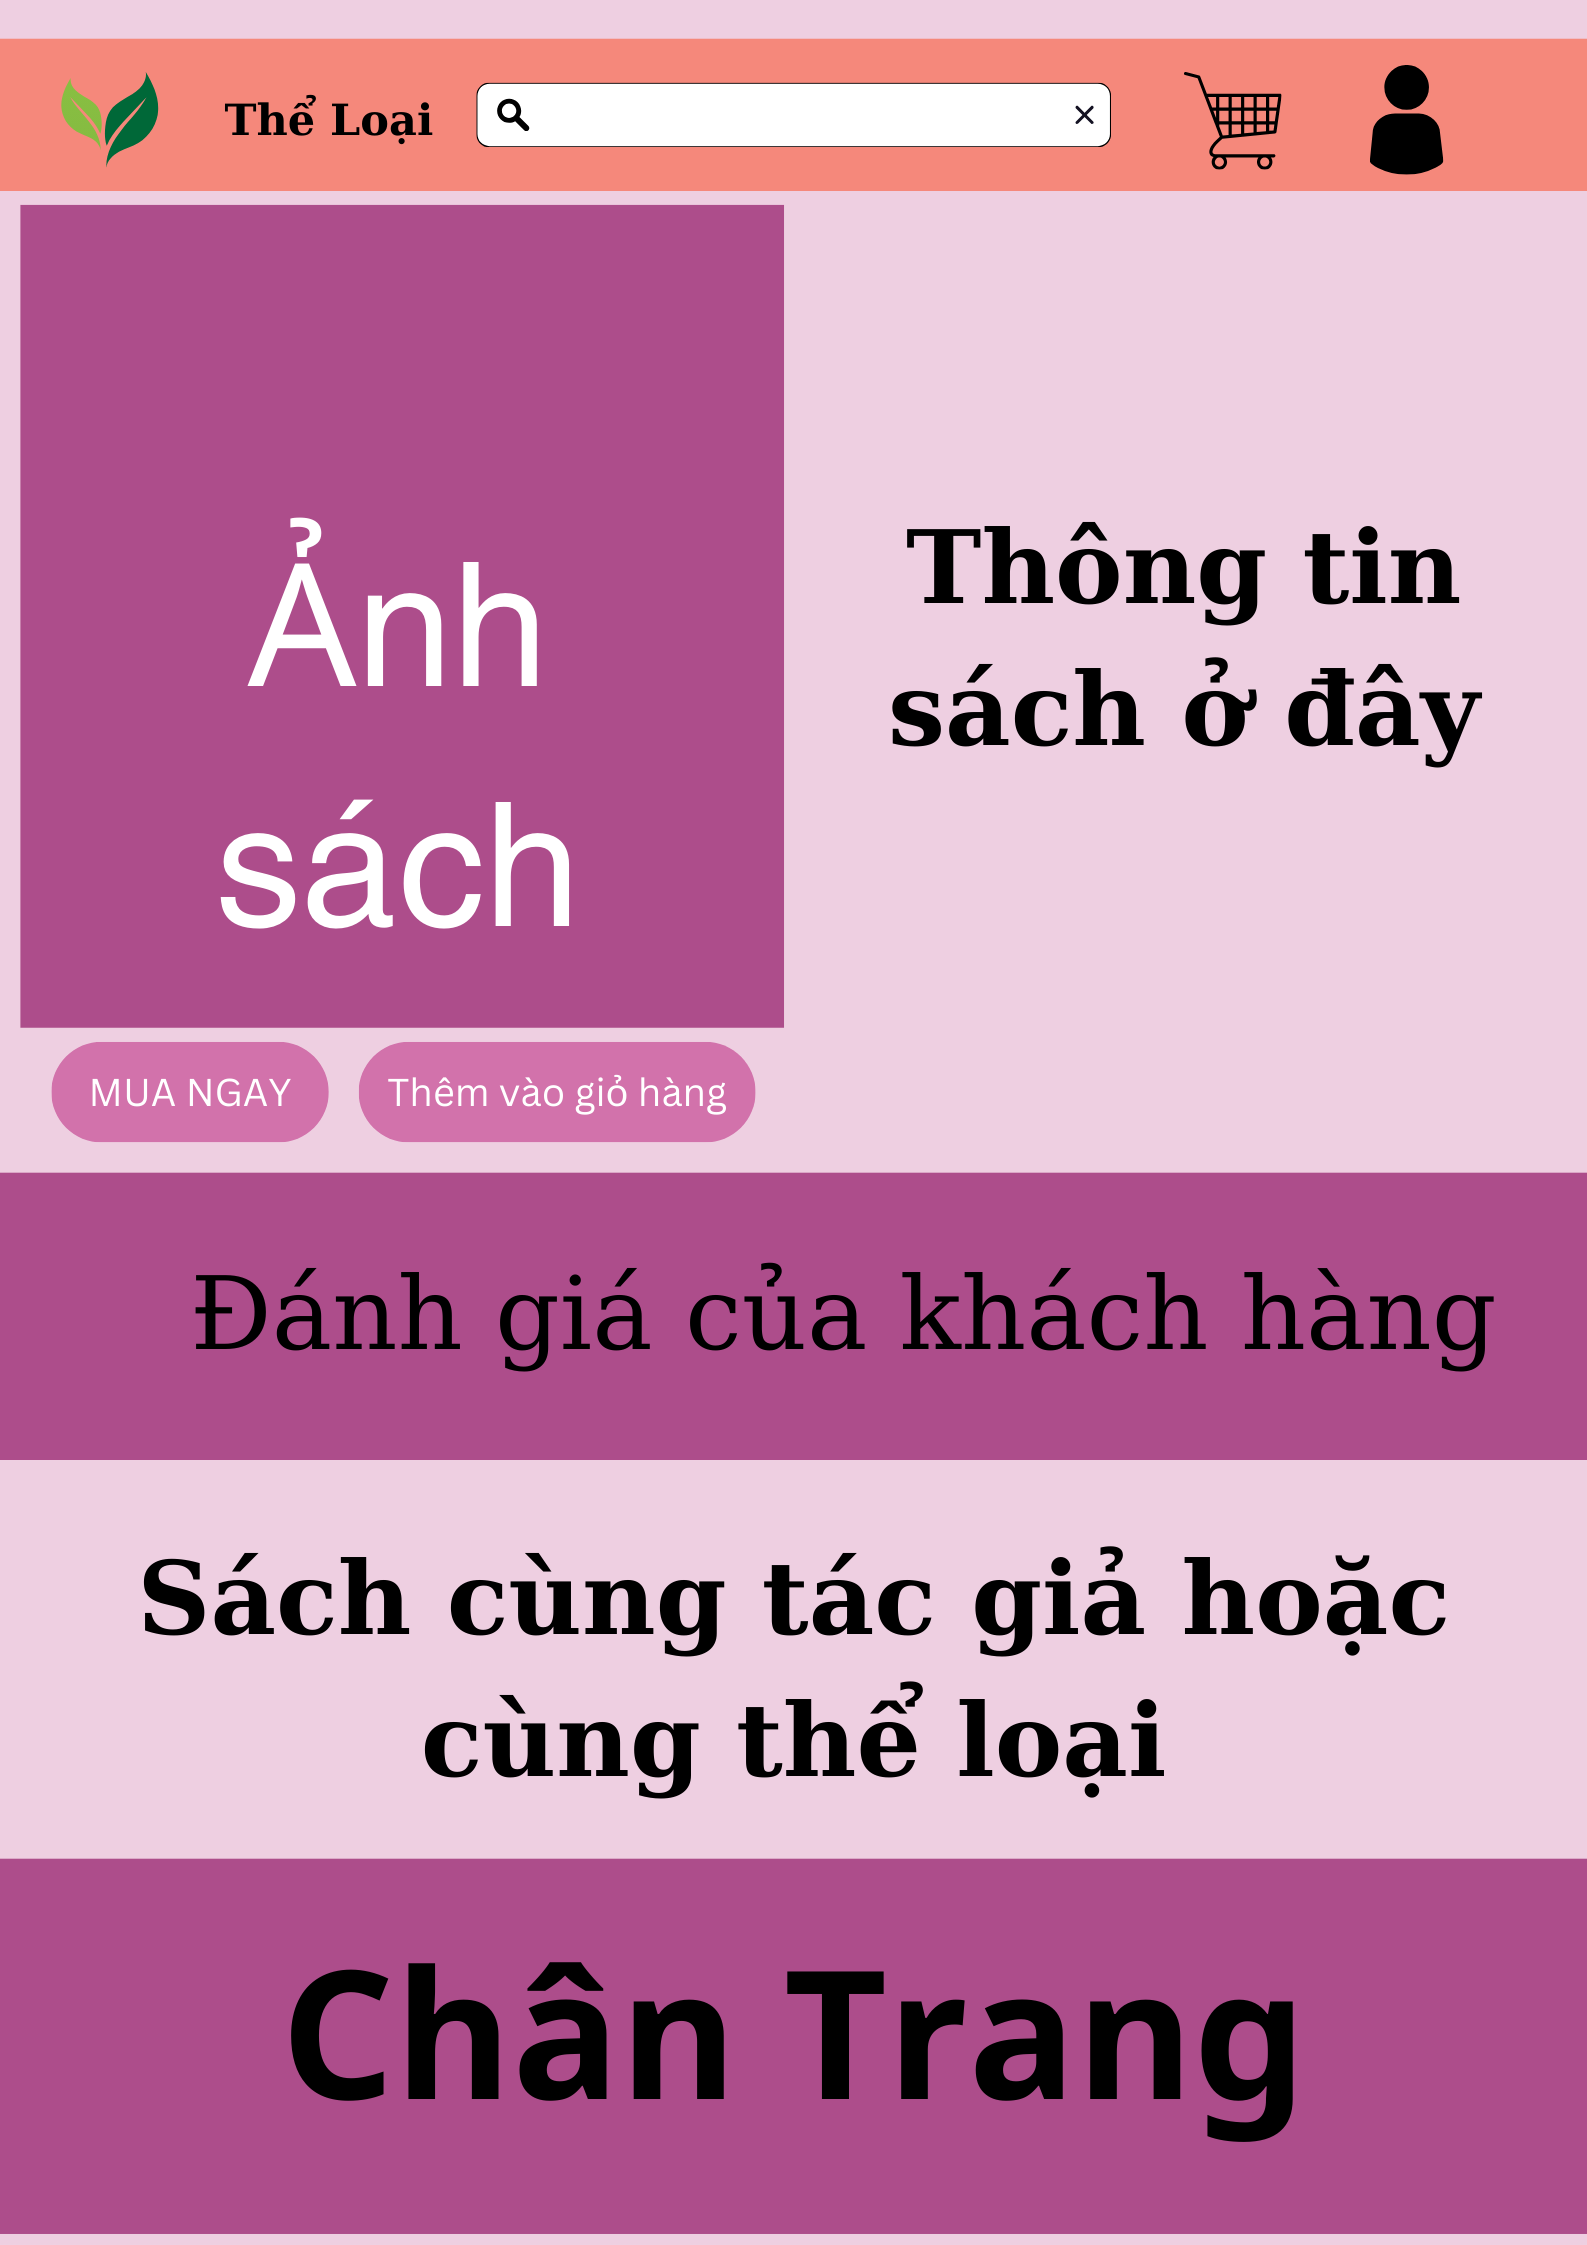 Thể Loại
Ảnh
sách
Thông tin
sách ở đây
MUA NGAY
Thêm vào giỏ hàng
Đánh giá của khách hàng
Sách cùng tác giả hoặc
cùng thể loại
Chân Trang